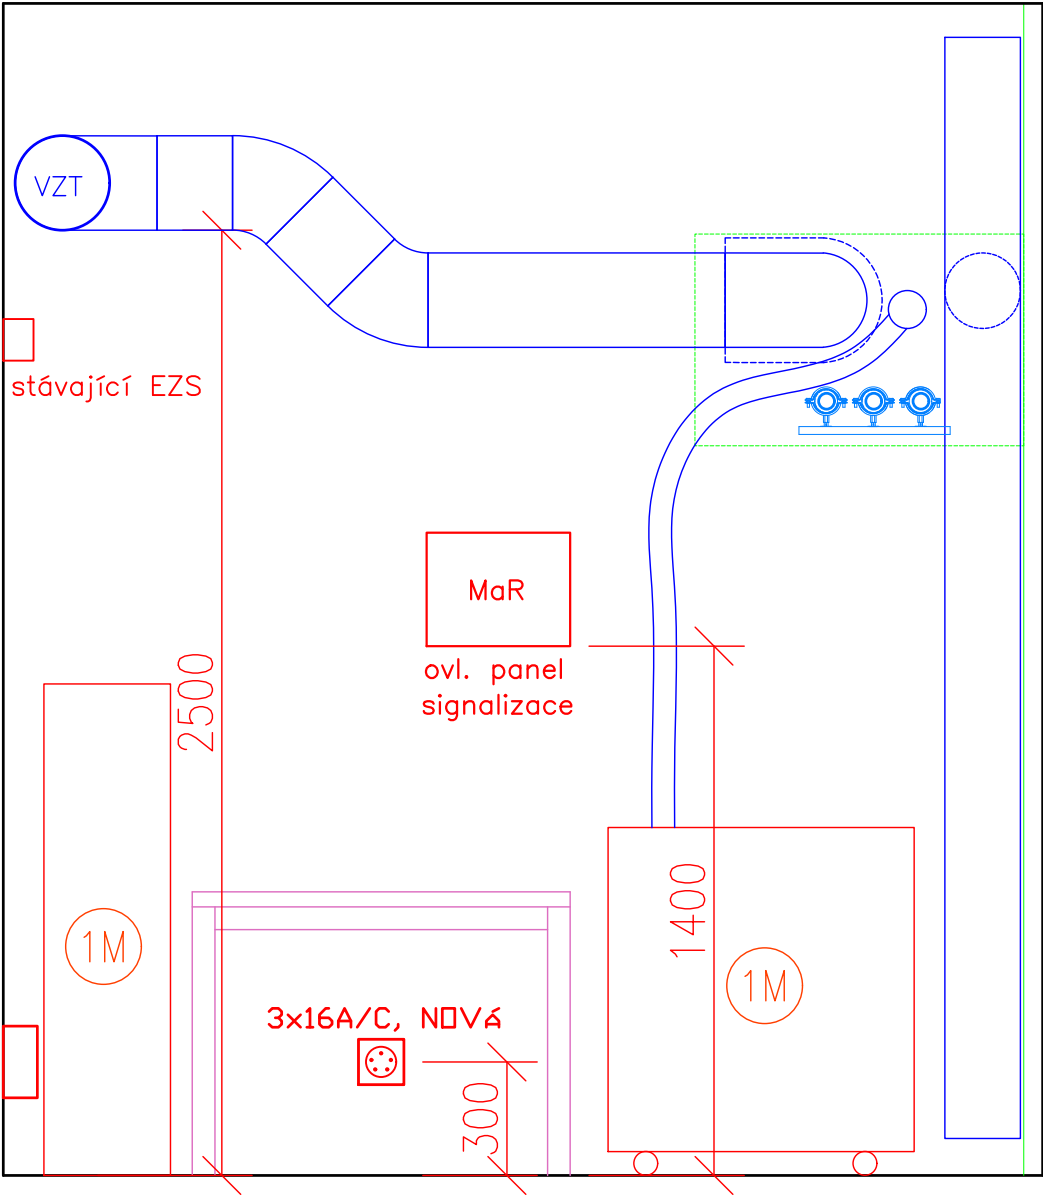 VZT
stávající EZS
MaR
ovl. panel
signalizace
2500
1400
1M
1M
3x16A/C, NOVá
300